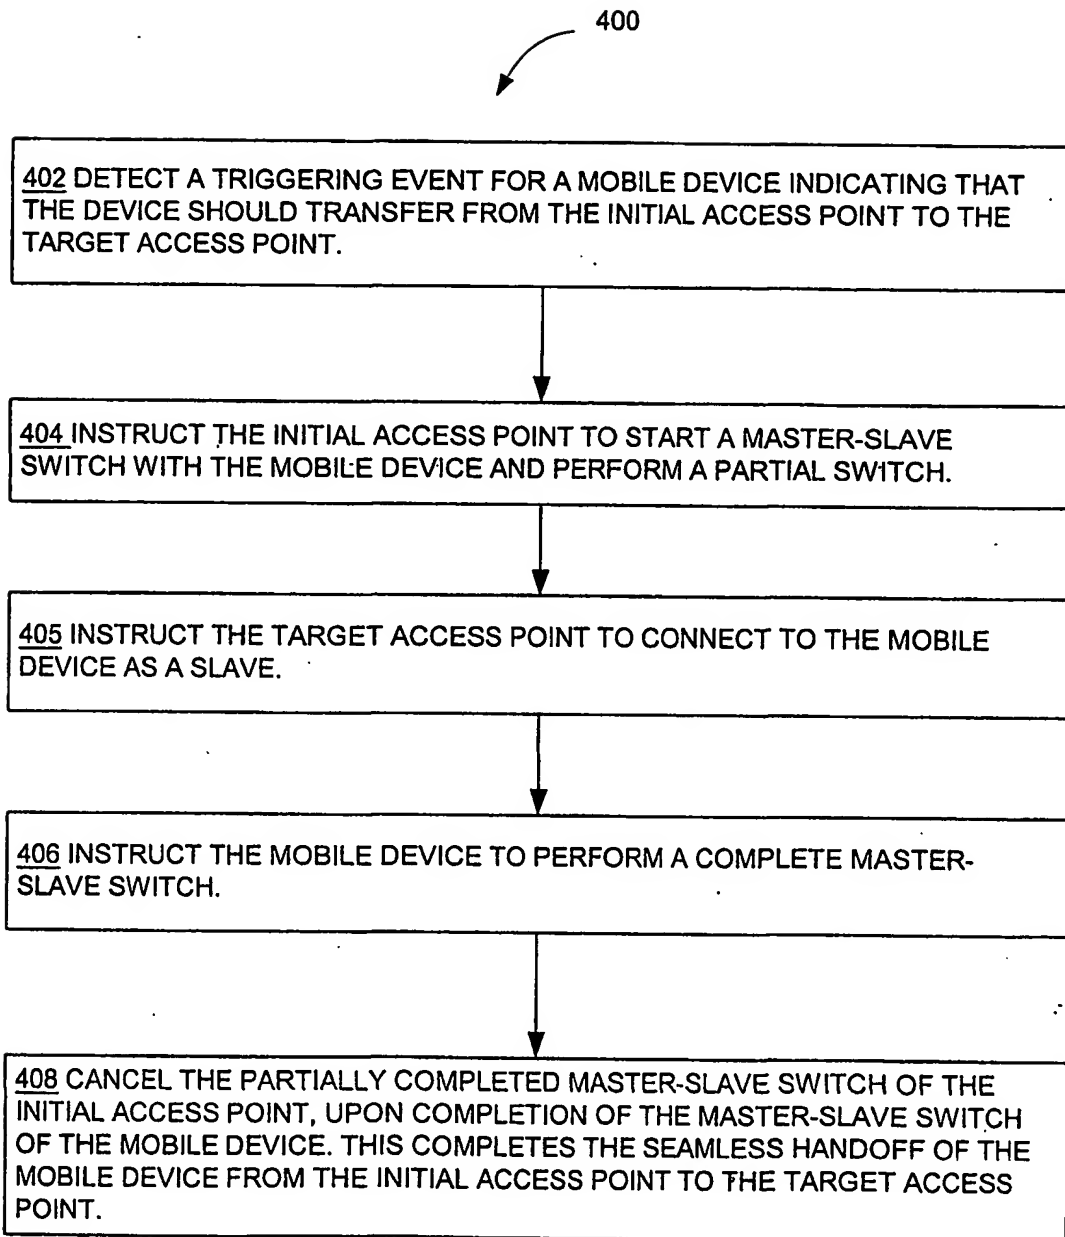 400
402 DETECT A TRIGGERING EVENT FOR A MOBILE DEVICE INDICATING THAT
THE DEVICE SHOULD TRANSFER FROM THE INITIAL ACCESS POINT TO THE
TARGET ACCESS POINT.
404 INSTRUCT THE INITIAL ACCESS POINT TO START A MASTER-SLAVE
SWITCH WITH THE MOBILE DEVICE AND PERFORM A PARTIAL SWITCH.
405 INSTRUCT THE TARGET ACCESS POINT TO CONNECT TO THE MOBILE
DEVICE AS A SLAVE.
406 INSTRUCT THE MOBILE DEVICE TO PERFORM A COMPLETE MASTER-
SLAVE SWITCH.
408 CANCEL THE PARTIALLY COMPLETED MASTER-SLAVE SWITCH OF THE
INITIAL ACCESS POINT, UPON COMPLETION OF THE MASTER-SLAVE SWITCH
OF THE MOBILE DEVICE. THIS COMPLETES THE SEAMLESS HANDOFF OF THE
MOBILE DEVICE FROM THE INITIAL ACCESS POINT TO THE TARGET ACCESS
POINT.